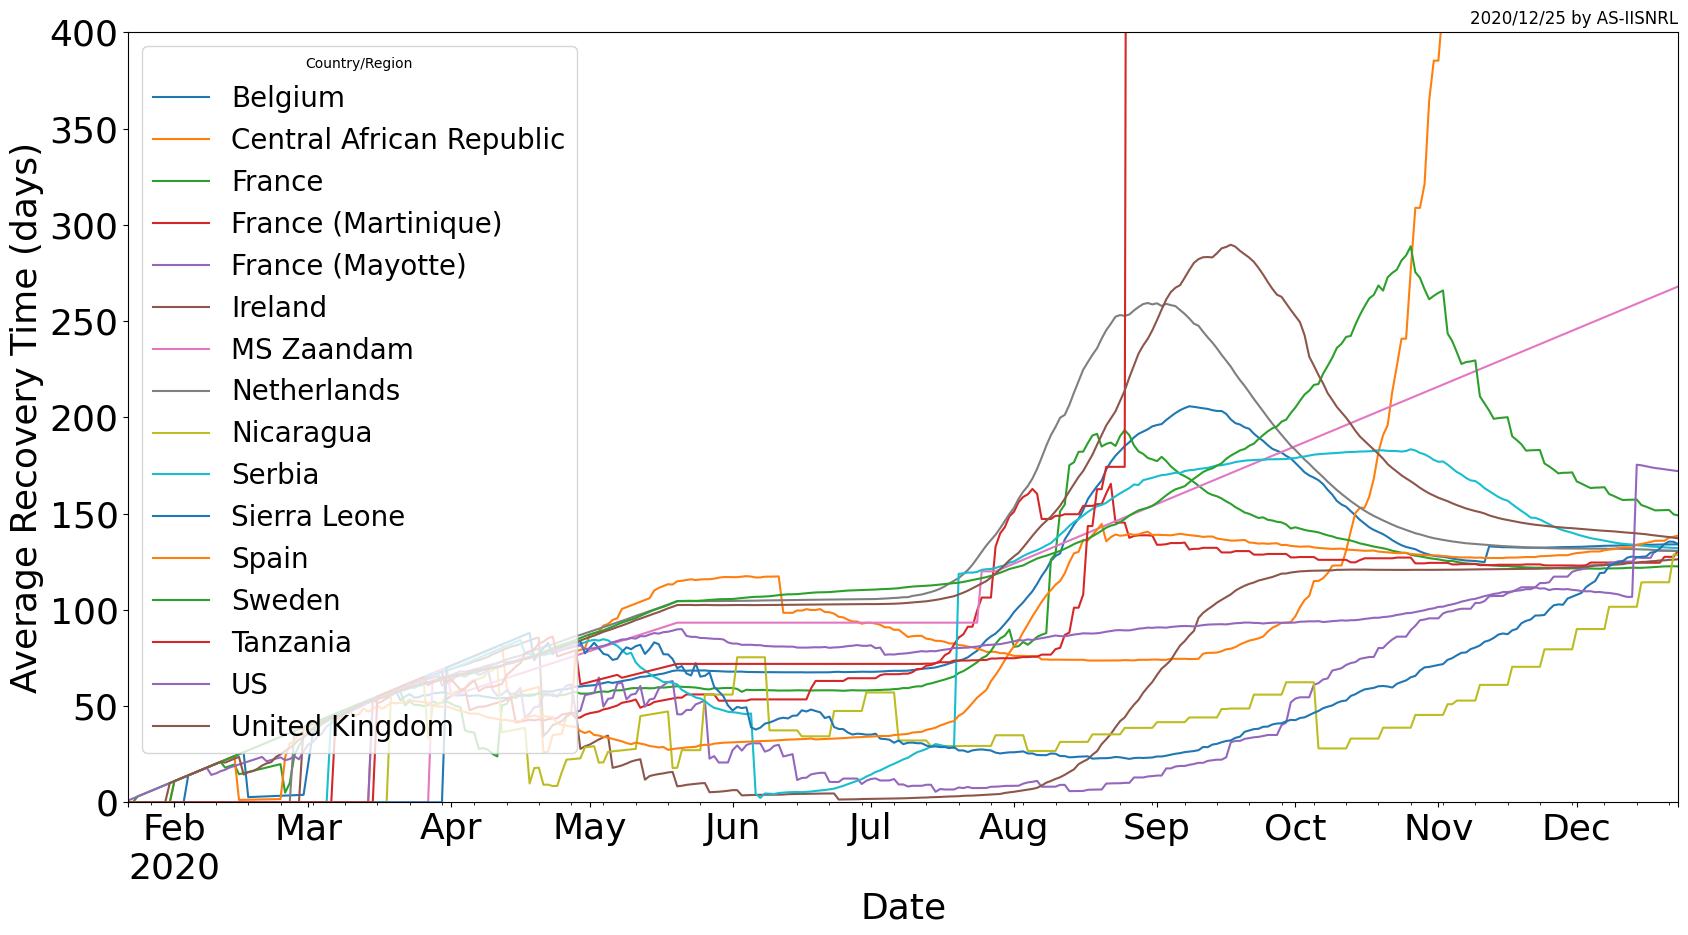 2020/12/25 by AS-IISNRL
Average Recovery Time (days)
400
350
300
250
200
150
100
50
0
Country/Region
Belgium
Central African Republic
France
France (Martinique)
France (Mayotte)
Ireland
MS Zaandam
Netherlands
Nicaragua
Serbia
Sierra Leone
Spain
Sweden
Tanzania
US
United Kingdom
Feb Mar Apr May Jun Jul Aug Sep Oct Nov Dec
2020
Date